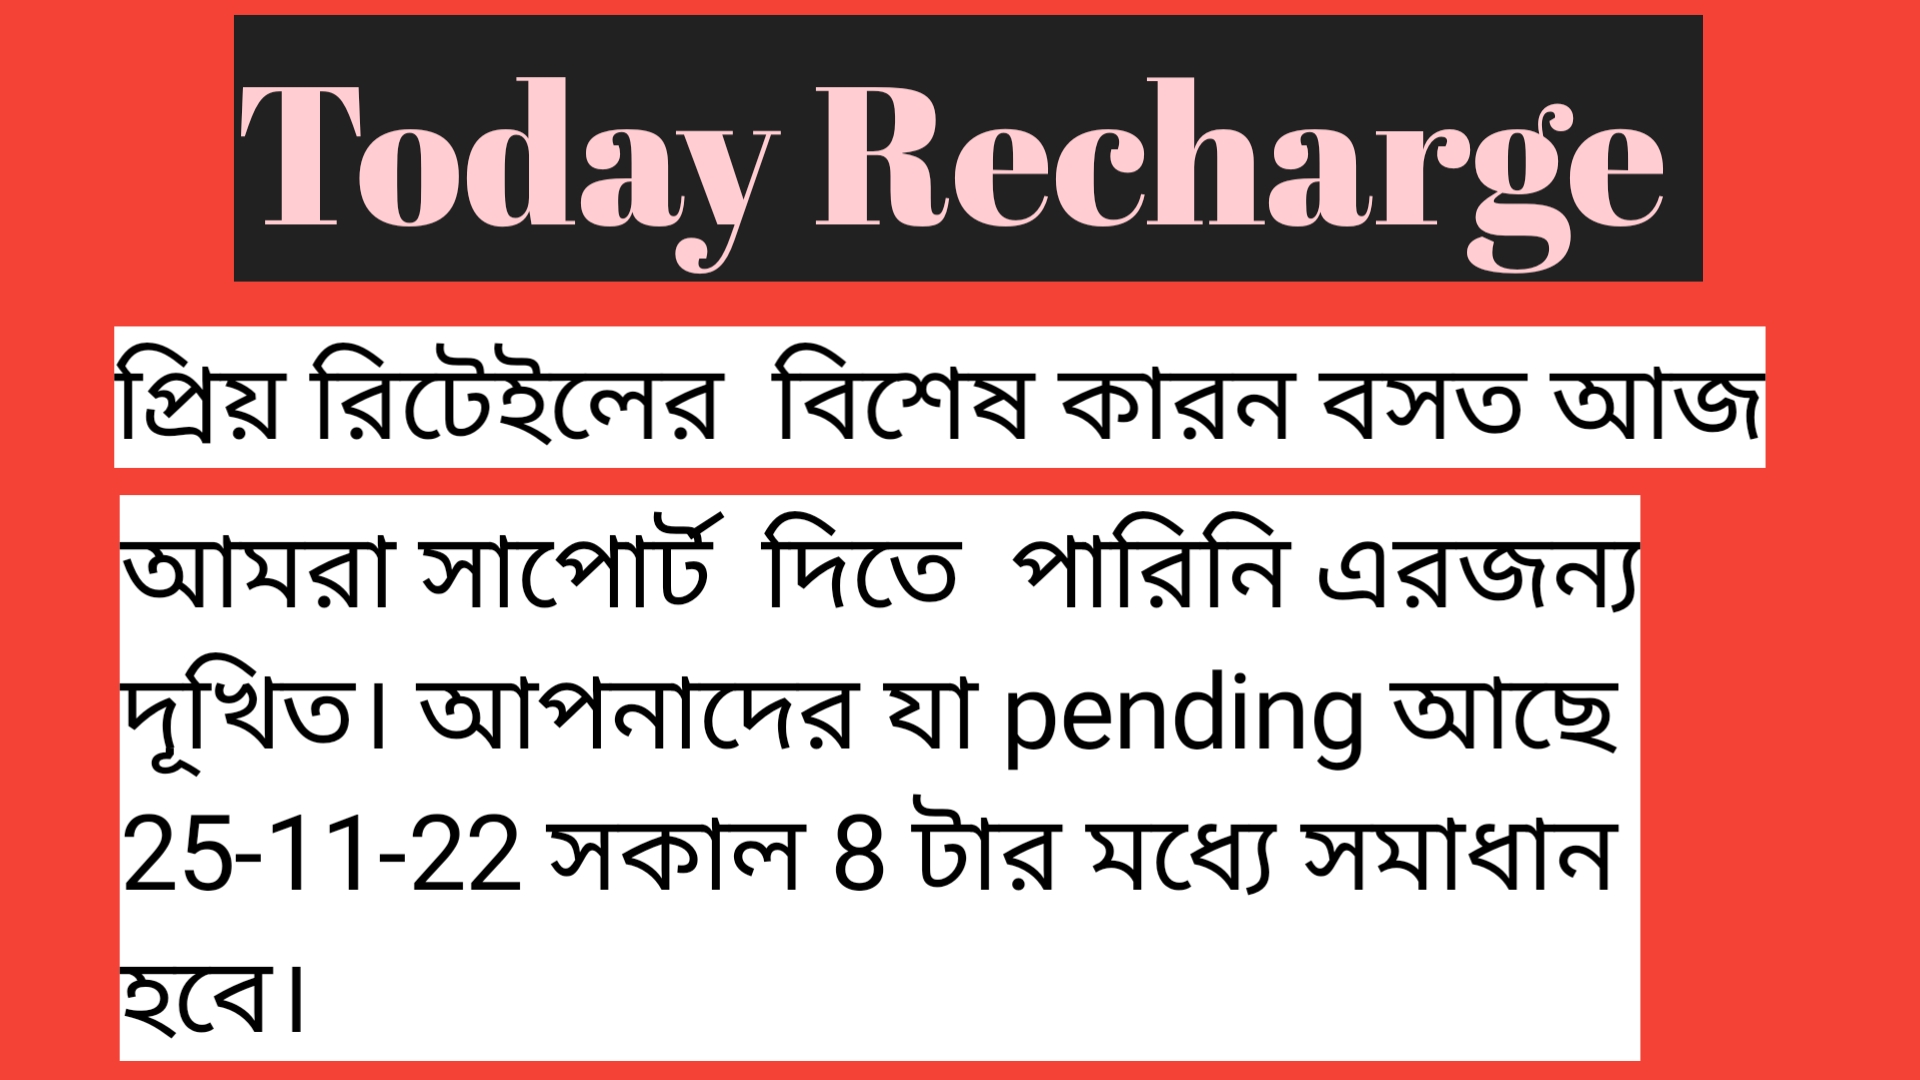 Today Recharge
প্রিয় রিটেইলের বিশেষ কারন বসত আজ
আমরা সাপোর্ট দিতে পারিনি এরজন্য
দূখিত। আপনাদের যা pending আছে
25-11-22 সকাল 8 টার মধ্যে সমাধান
হবে।